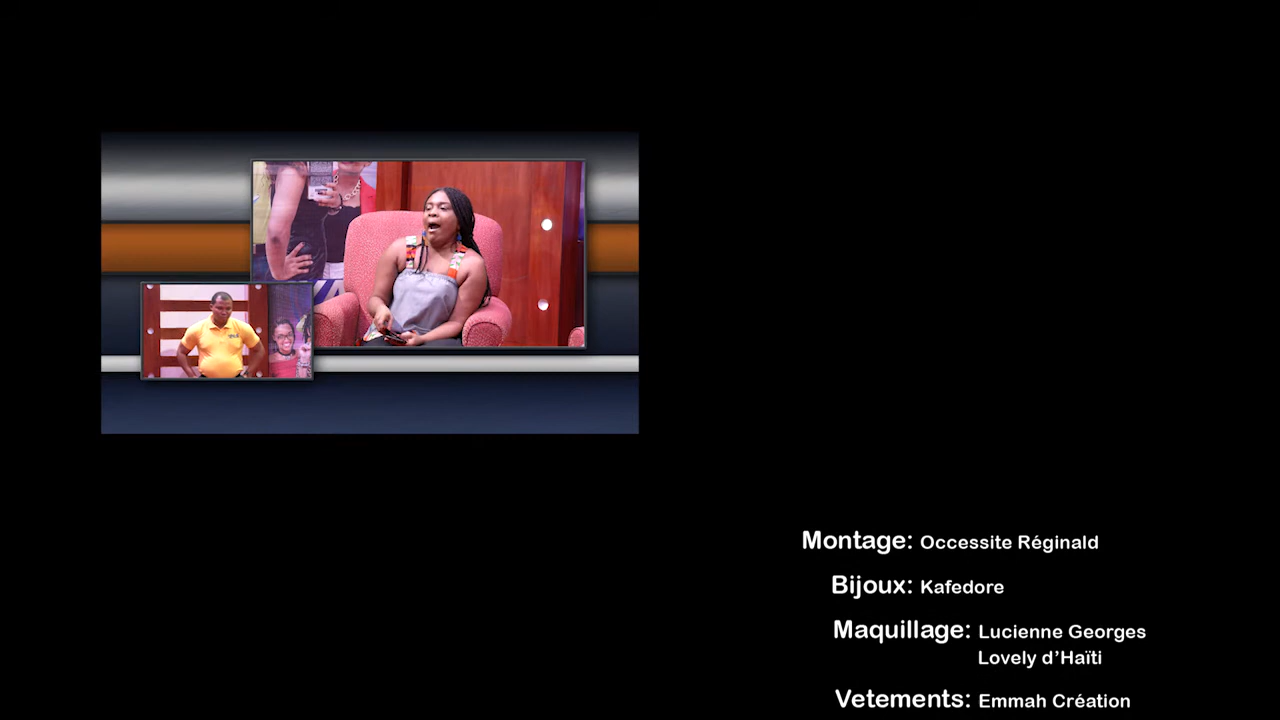 Montage: Occessite Réginald
Bijoux: Kafedore
Maquillage: Lucienne Georges
Lovely d’Haïti
Vetements: Emmah Création